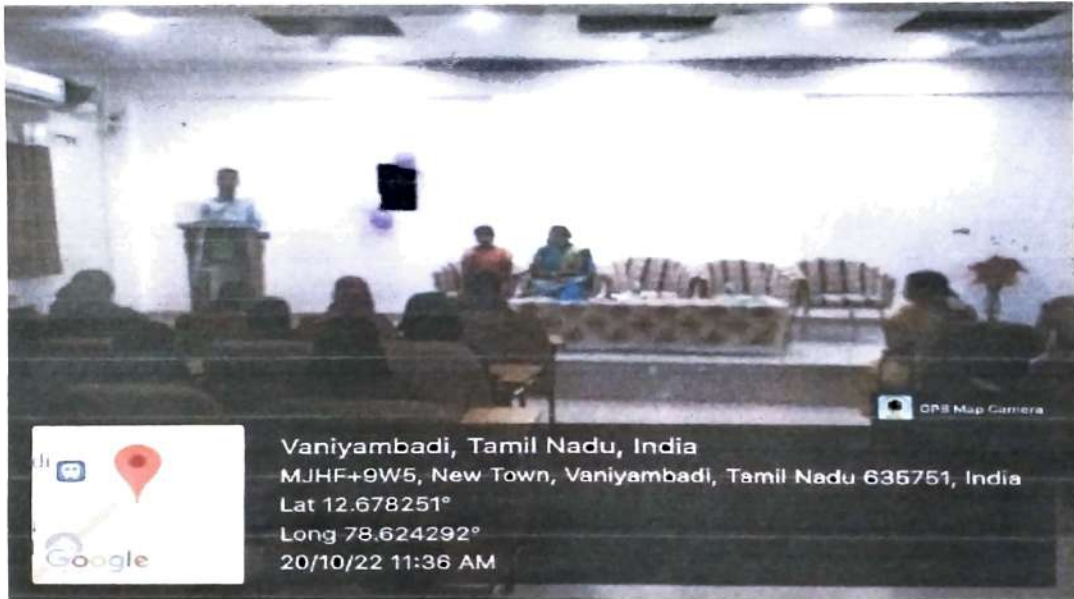 GPS Map Camera
Vaniyambadi, Tamil Nadu, India
MJHF+9W5, New Town, Vaniyambadi, Tamil Nadu 635751, India
Lat 12.678251°
Long 78.624292°
20/10/22 11:36 AM
di
Google